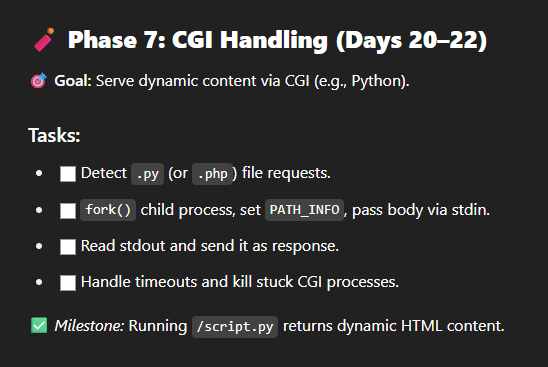 🧨 Phase 7: CGI Handling (Days 20–22)
🎯 Goal: Serve dynamic content via CGI (e.g., Python).
Tasks:
• ☐ Detect .py (or .php) file requests.
• ☐ fork() child process, set PATH_INFO, pass body via stdin.
• ☐ Read stdout and send it as response.
• ☐ Handle timeouts and kill stuck CGI processes.
✅ Milestone: Running /script.py returns dynamic HTML content.